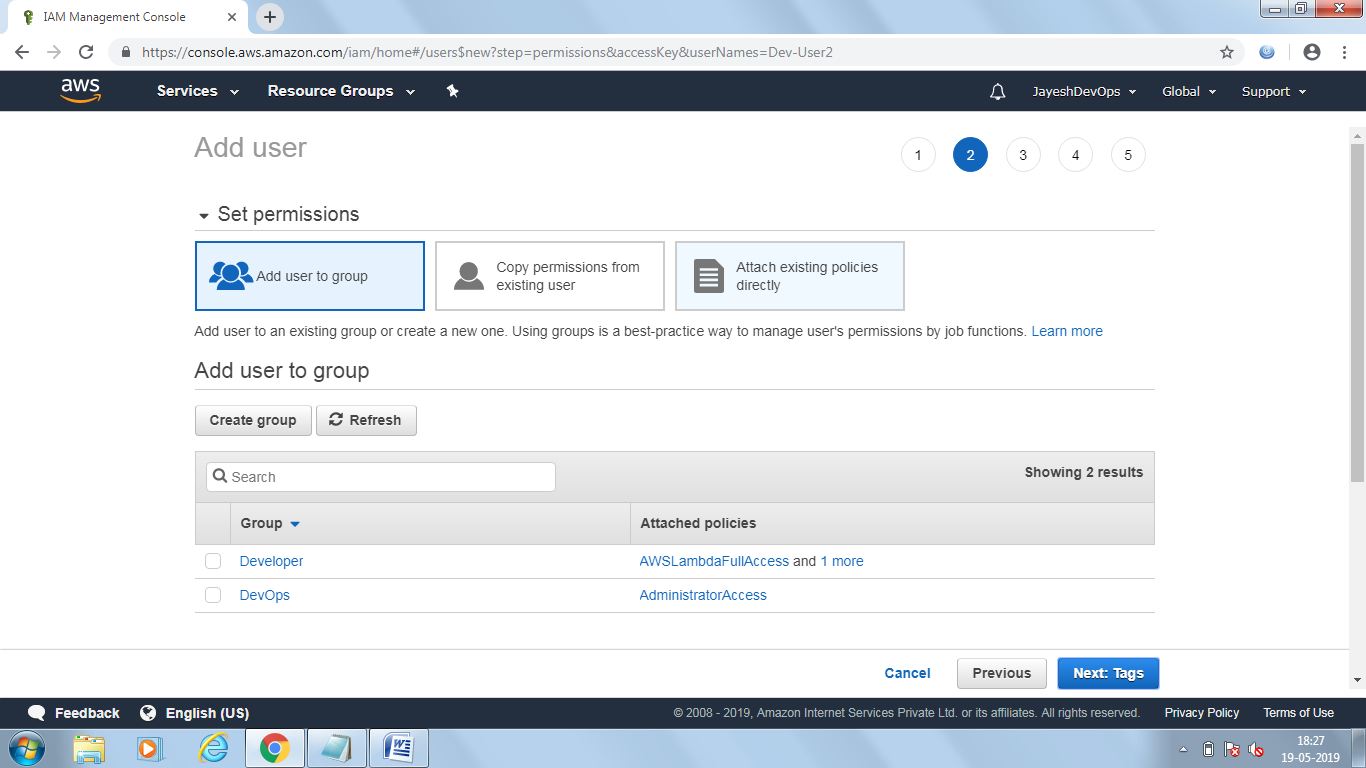 IAM Management Console
https://console.aws.amazon.com/iam/home#/users$new?step=permissions&accessKey&userNames=Dev-User2
aws Services Resource Groups JayeshDevOps Global Support
Add user 1 2 3 4 5
Set permissions
Add user to group
Copy permissions from
existing user
Attach existing policies
directly
Add user to an existing group or create a new one. Using groups is a best-practice way to manage user's permissions by job functions. Learn more
Add user to group
Create group Refresh
Search Showing 2 results
Group Attached policies
Developer AWSLambdaFullAccess and 1 more
DevOps AdministratorAccess
Cancel Previous Next: Tags
Feedback English (US) © 2008 - 2019, Amazon Internet Services Private Ltd. or its affiliates. All rights reserved. Privacy Policy Terms of Use
18:27
19-05-2019